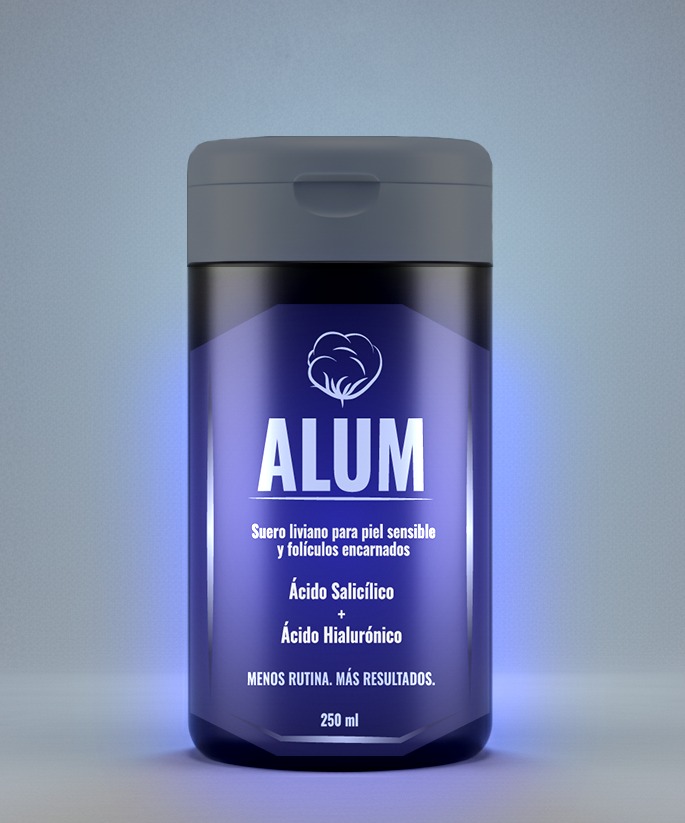 ALUM
Suero liviano para piel sensible
y folículos encarnados
Ácido Salicílico
+
Ácido Hialurónico
MENOS RUTINA. MÁS RESULTADOS.
250 ml